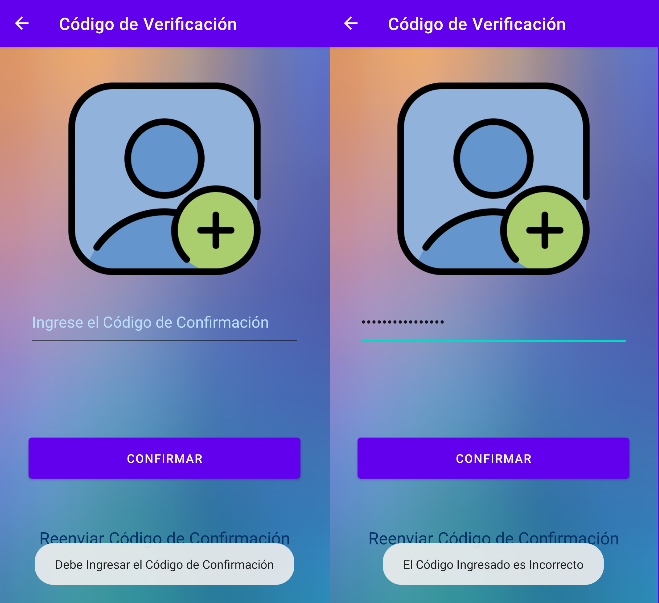 Código de Verificación
Ingrese el Código de Confirmación
CONFIRMAR
Reenviar Código de Confirmación
Debe Ingresar el Código de Confirmación
Código de Verificación
••••••••••••••••
CONFIRMAR
Reenviar Código de Confirmación
El Código Ingresado es Incorrecto